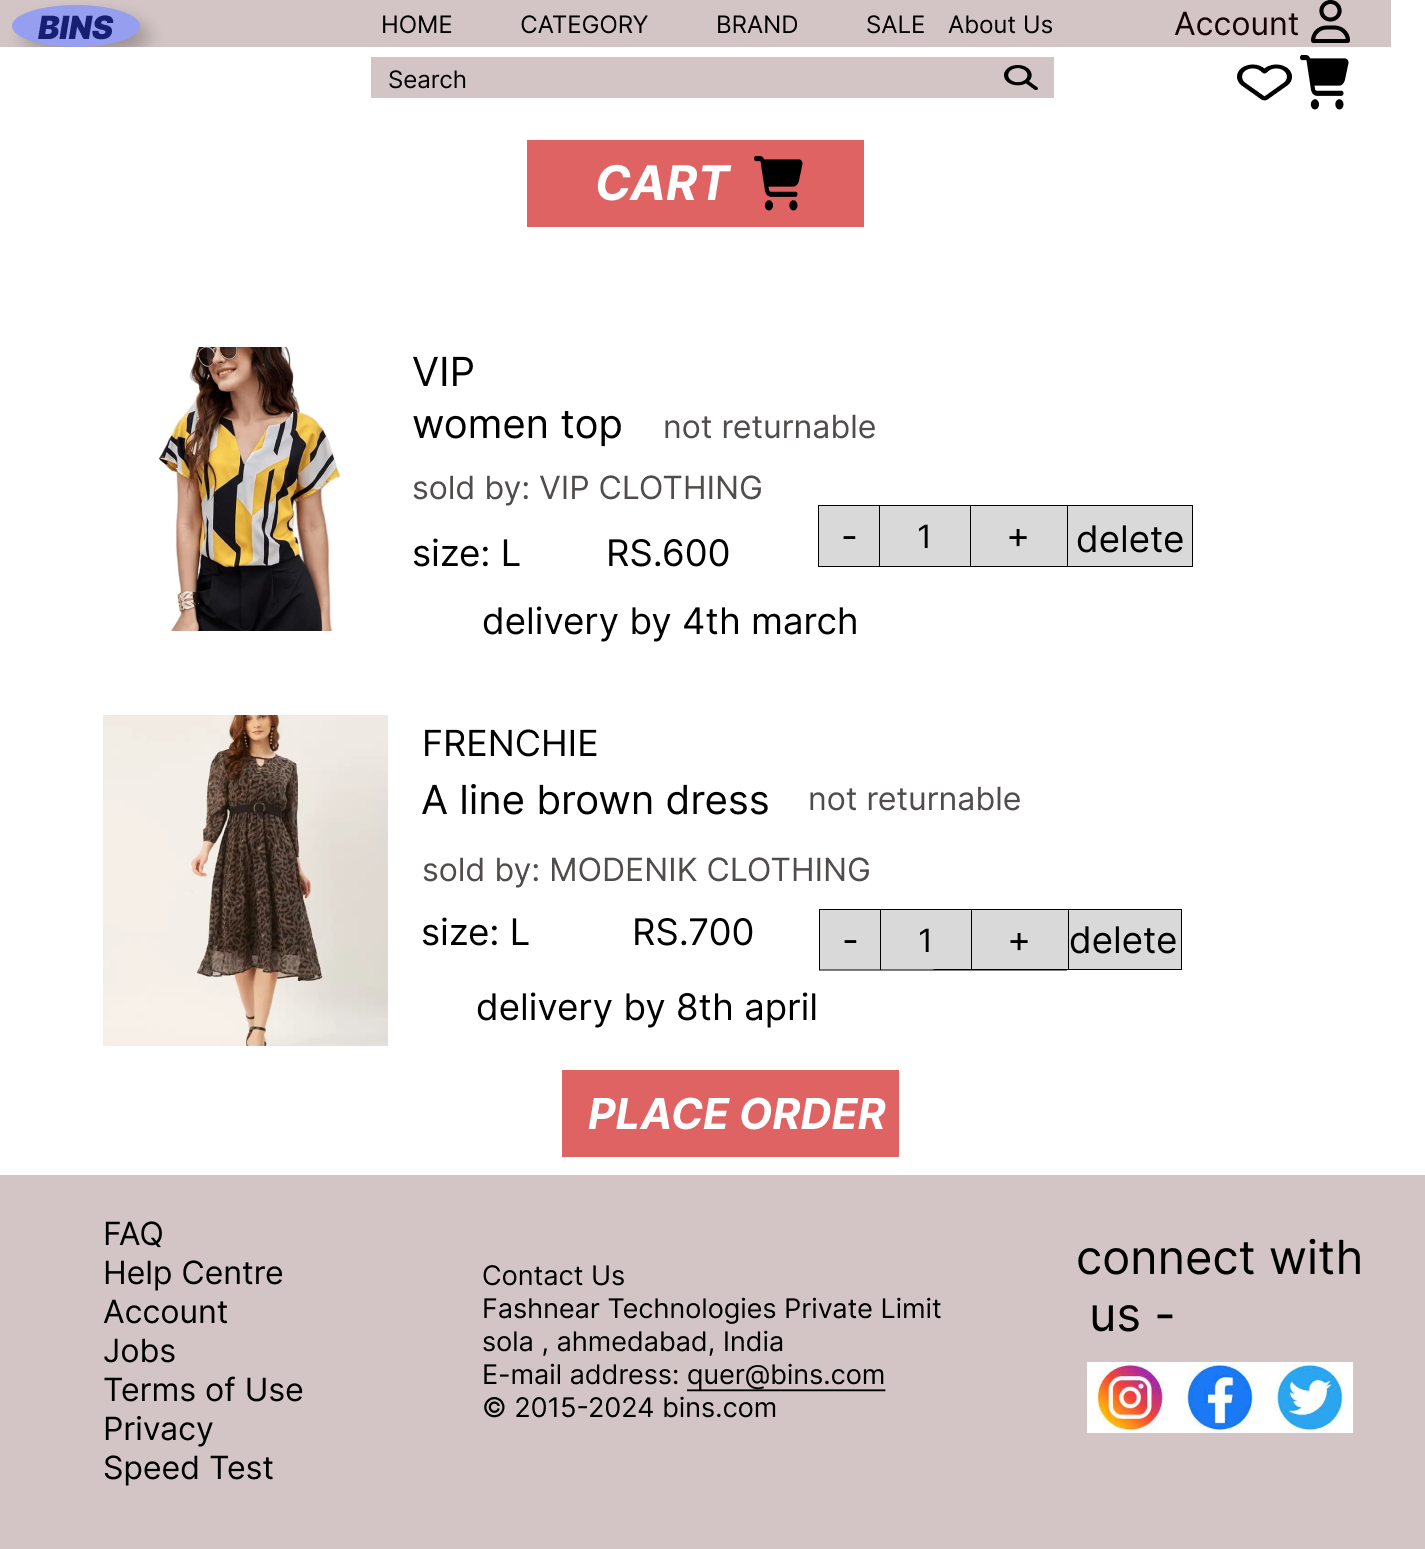 BINS
HOME CATEGORY BRAND SALE About Us Account
Search
CART
VIP
women top not returnable
sold by: VIP CLOTHING
- 1 + delete
size: L RS.600
delivery by 4th march
FRENCHIE
A line brown dress not returnable
sold by: MODENIK CLOTHING
size: L RS.700 - 1 + delete
delivery by 8th april
PLACE ORDER
FAQ
Help Centre
Account
Jobs
Terms of Use
Privacy
Speed Test
Contact Us
Fashnear Technologies Private Limit
sola , ahmedabad, India
E-mail address: quer@bins.com
© 2015-2024 bins.com
connect with
us -